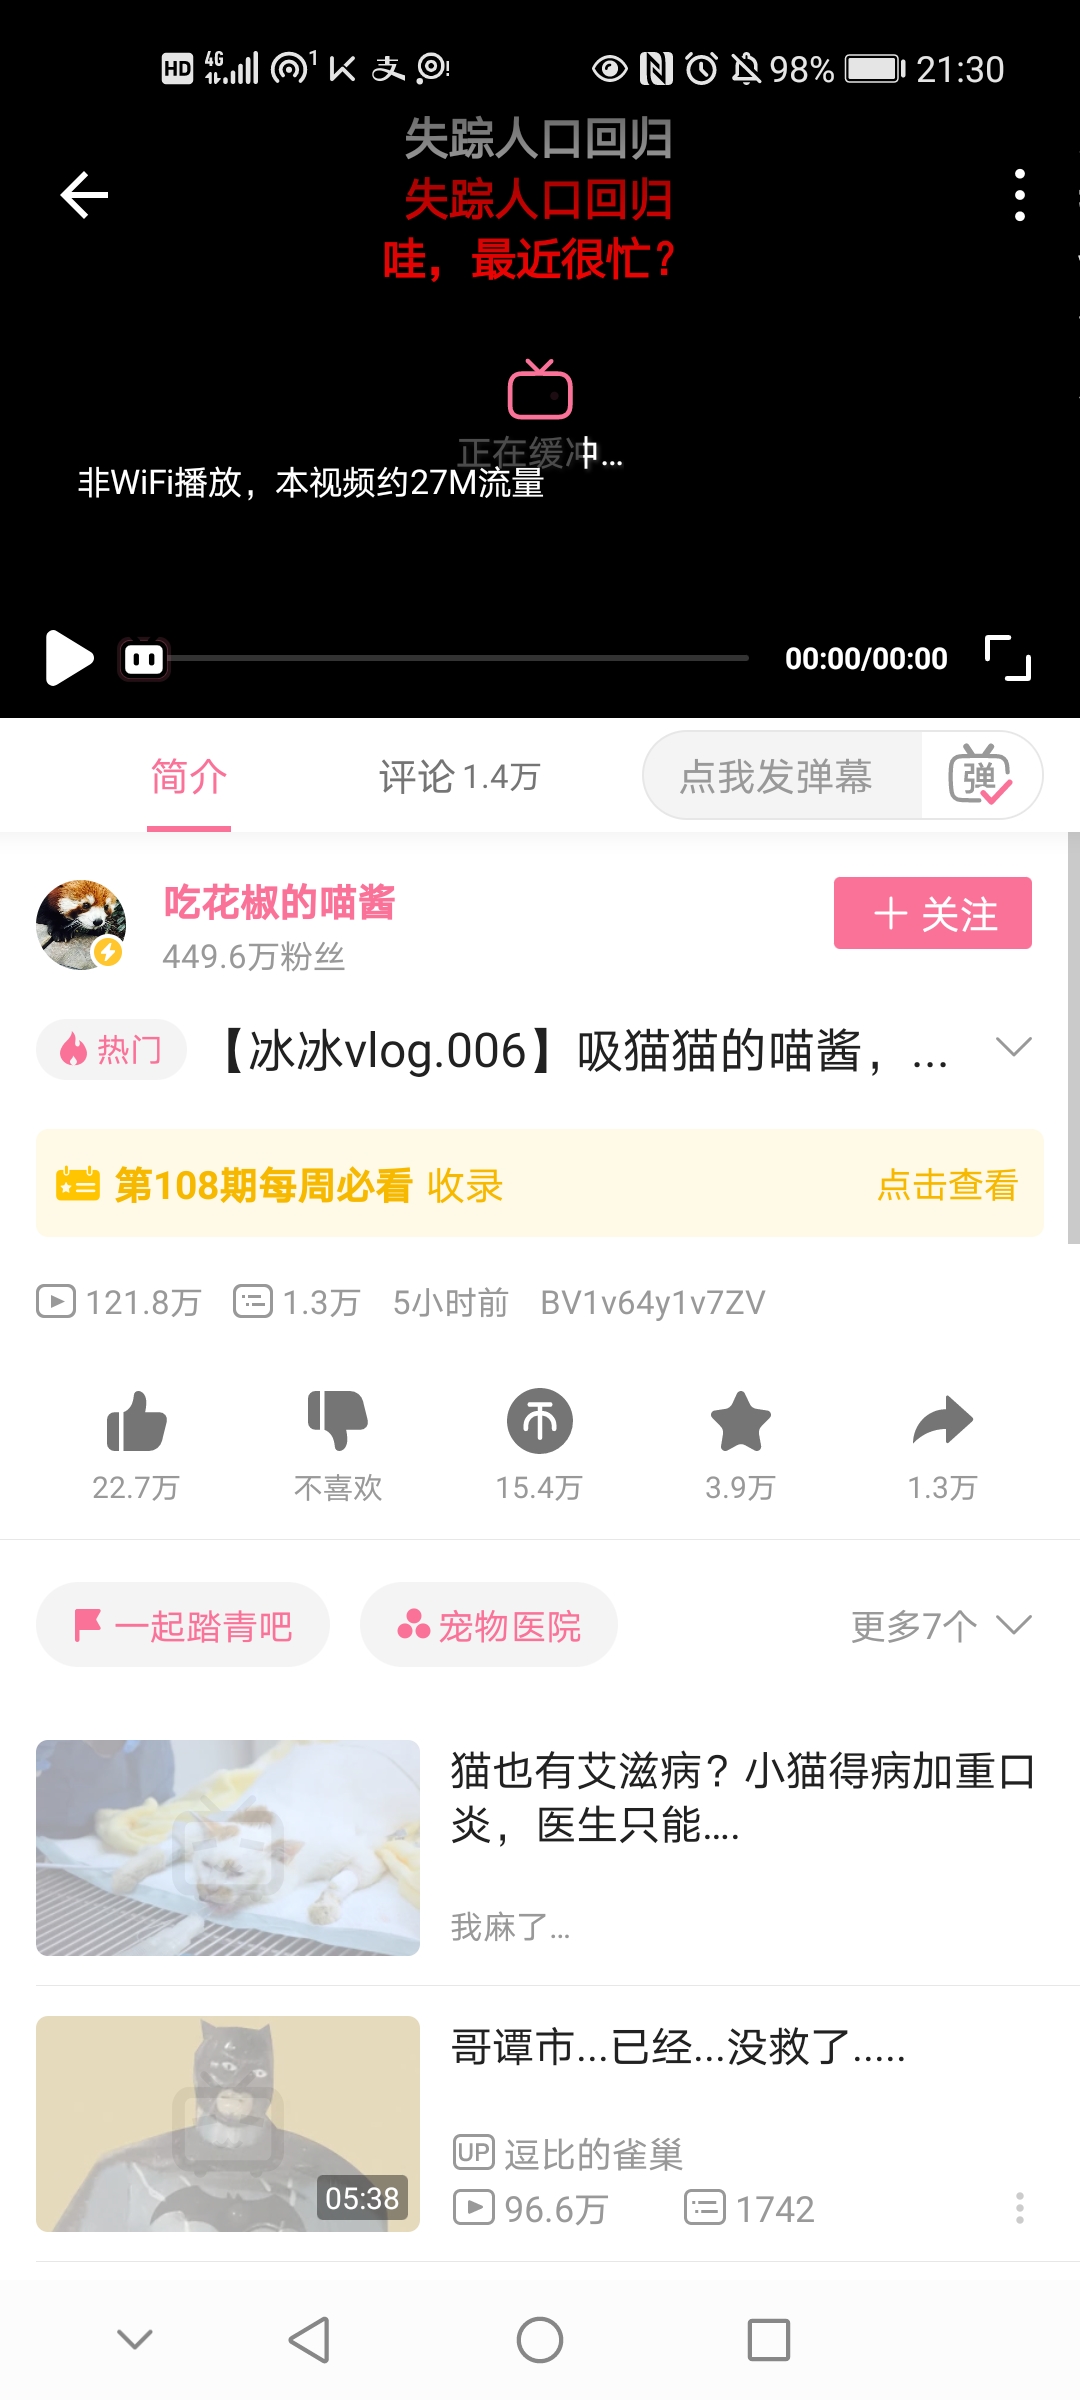 HD 4G 1 98% 21:30
失踪人口回归
失踪人口回归
哇，最近很忙？
正在缓冲...
非WiFi播放，本视频约27M流量
00:00/00:00
简介 评论 1.4万 点我发弹幕 弹
吃花椒的喵酱
449.6万粉丝
＋ 关注
热门 【冰冰vlog.006】吸猫猫的喵酱，...
第108期每周必看 收录 点击查看
121.8万 1.3万 5小时前 BV1v64y1v7ZV
22.7万 不喜欢 15.4万 3.9万 1.3万
一起踏青吧 宠物医院 更多7个
猫也有艾滋病？小猫得病加重口
炎，医生只能....
我麻了...
哥谭市...已经...没救了.....
UP 逗比的雀巢
05:38
96.6万 1742